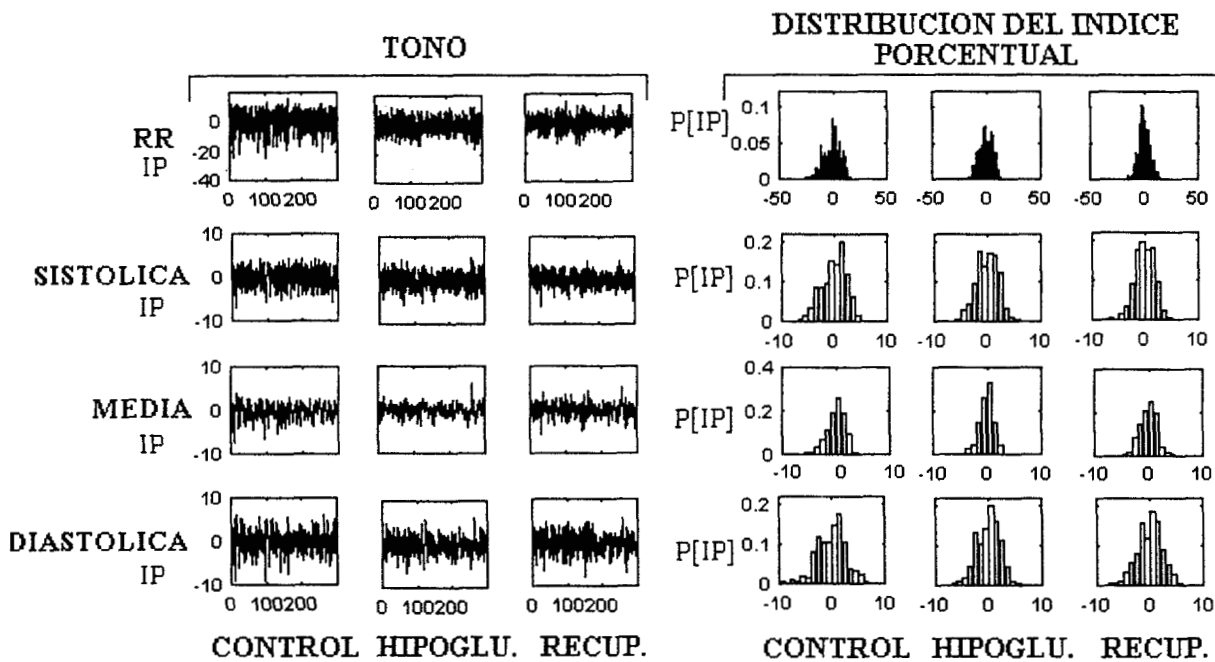 TONO
DISTRIBUCION DEL INDICE
PORCENTUAL
RR
IP
0
-20
-40
0 100200
0 100200
0 100200
P[IP]
0.1
0.05
0
-50 0 50
-50 0 50
-50 0 50
SISTOLICA
IP
10
0
-10
P[IP]
0.2
0.1
0
-10 0 10
-10 0 10
-10 0 10
MEDIA
IP
10
0
-10
P[IP]
0.4
0.2
0
-10 0 10
-10 0 10
-10 0 10
DIASTOLICA
IP
10
0
-10
0 100200
0 100200
0 100200
P[IP]
0.2
0.1
0
-10 0 10
-10 0 10
-10 0 10
CONTROL HIPOGLU. RECUP.
CONTROL HIPOGLU. RECUP.